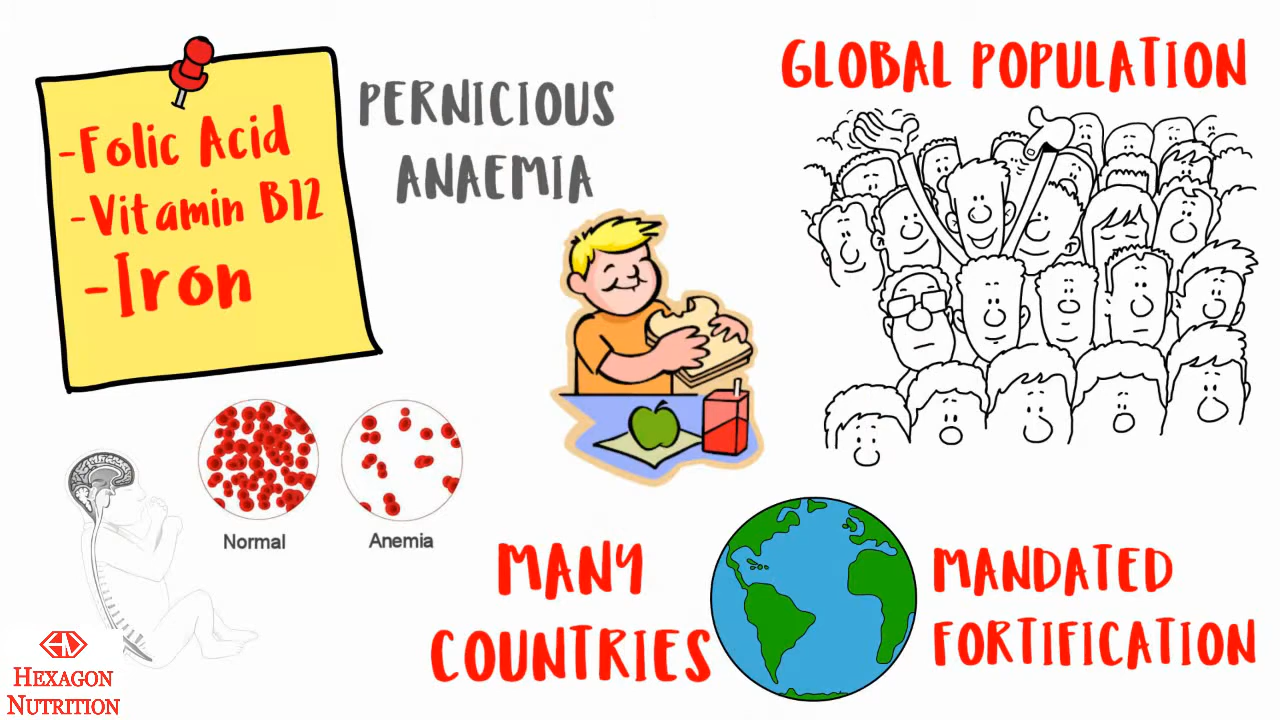 -Folic Acid
-Vitamin B12
-Iron
PERNICIOUS
ANAEMIA
GLOBAL POPULATION
Normal
Anemia
MANY
COUNTRIES
MANDATED
FORTIFICATION
HEXAGON
NUTRITION